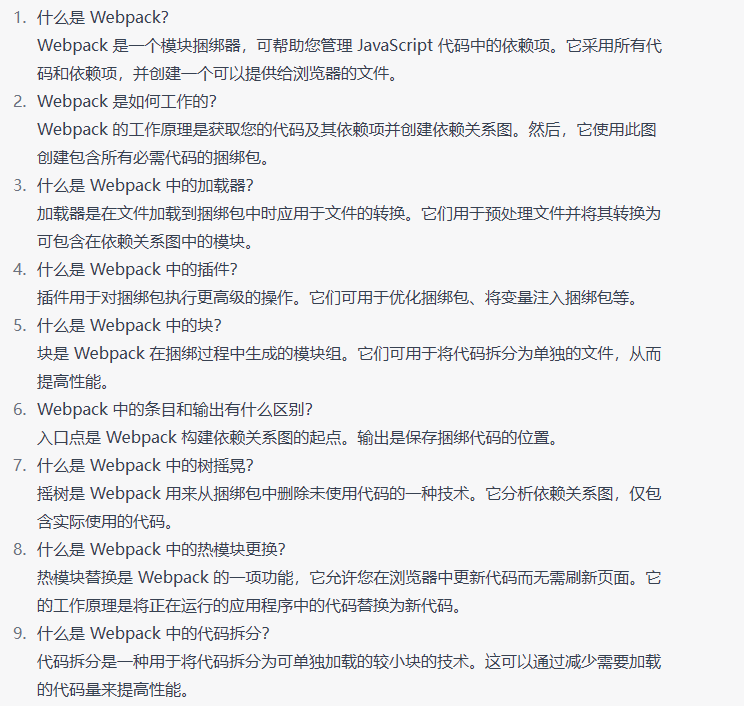 1. 什么是 Webpack?
Webpack 是一个模块捆绑器，可帮助您管理 JavaScript 代码中的依赖项。它采用所有代
码和依赖项，并创建一个可以提供给浏览器的文件。
2. Webpack 是如何工作的?
Webpack 的工作原理是获取您的代码及其依赖项并创建依赖关系图。然后，它使用此图
创建包含所有必需代码的捆绑包。
3. 什么是 Webpack 中的加载器?
加载器是在文件加载到捆绑包中时应用于文件的转换。它们用于预处理文件并将其转换为
可包含在依赖关系图中的模块。
4. 什么是 Webpack 中的插件?
插件用于对捆绑包执行更高级的操作。它们可用于优化捆绑包、将变量注入捆绑包等。
5. 什么是 Webpack 中的块?
块是 Webpack 在捆绑过程中生成的模块组。它们可用于将代码拆分为单独的文件，从而
提高性能。
6. Webpack 中的条目和输出有什么区别?
入口点是 Webpack 构建依赖关系图的起点。输出是保存捆绑代码的位置。
7. 什么是 Webpack 中的树摇晃?
摇树是 Webpack 用来从捆绑包中删除未使用代码的一种技术。它分析依赖关系图，仅包
含实际使用的代码。
8. 什么是 Webpack 中的热模块更换?
热模块替换是 Webpack 的一项功能，它允许您在浏览器中更新代码而无需刷新页面。它
的工作原理是将正在运行的应用程序中的代码替换为新代码。
9. 什么是 Webpack 中的代码拆分?
代码拆分是一种用于将代码拆分为可单独加载的较小块的技术。这可以通过减少需要加载
的代码量来提高性能。